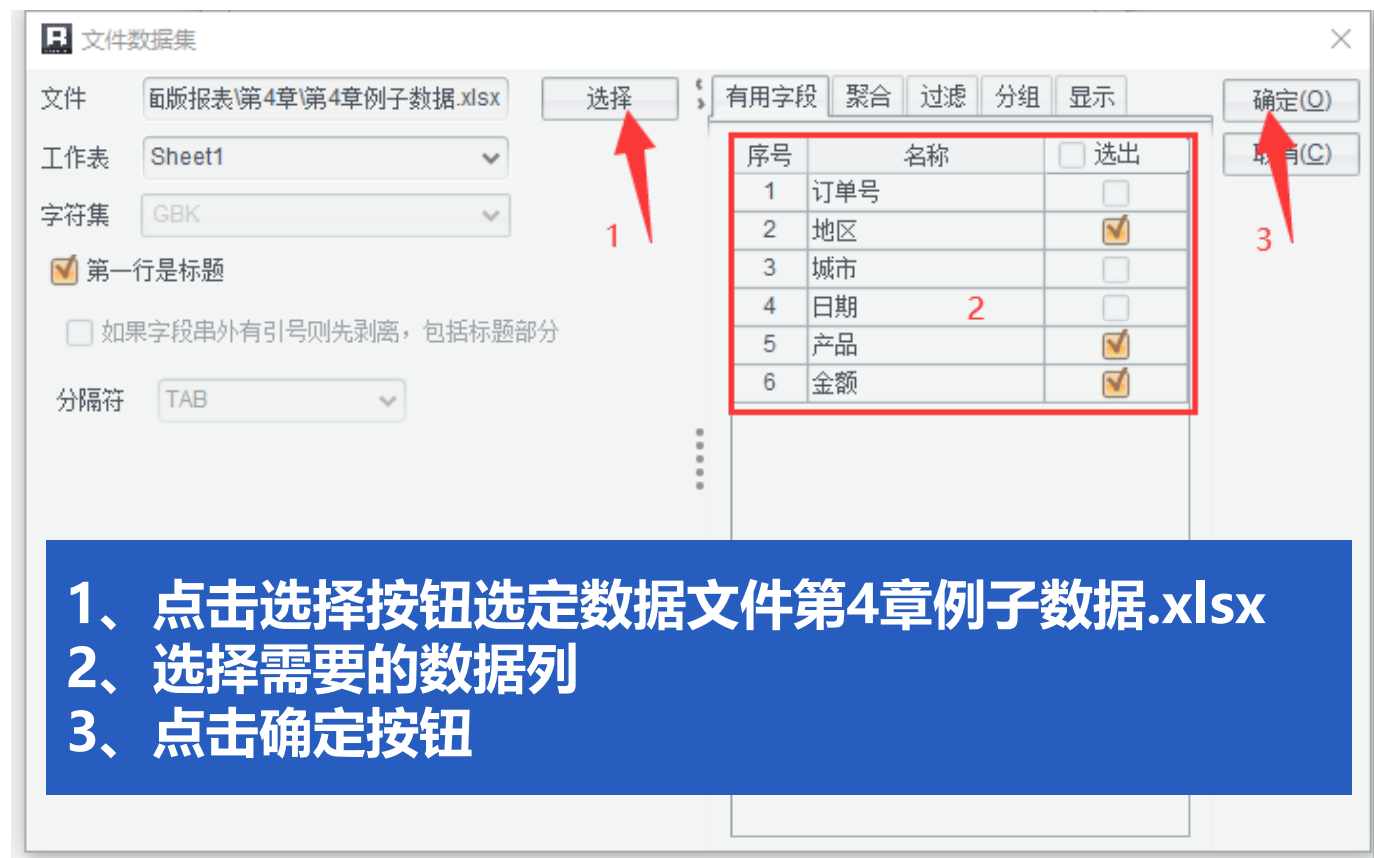 文件数据集
文件 面版报表\第4章\第4章例子数据.xlsx 选择
工作表 Sheet1
字符集 GBK
第一行是标题
如果字段串外有引号则先剥离，包括标题部分
分隔符 TAB
1
有用字段 聚合 过滤 分组 显示
序号 名称 选出
1 订单号
2 地区
3 城市
4 日期
5 产品
6 金额
2
确定(O)
取消(C)
3
1、点击选择按钮选定数据文件第4章例子数据.xlsx
2、选择需要的数据列
3、点击确定按钮